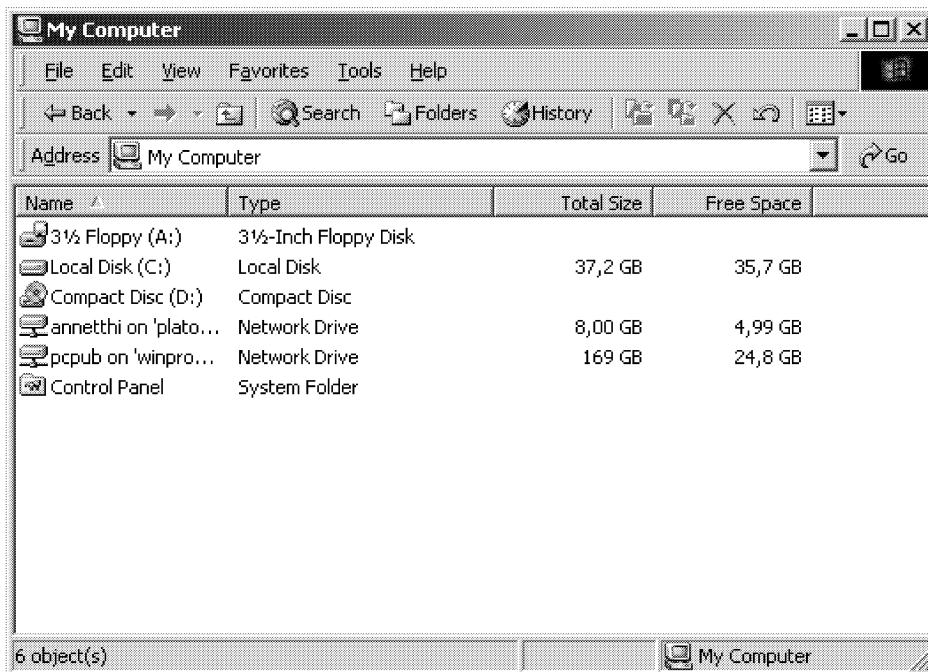 My Computer
File Edit View Favorites Tools Help
Back Search Folders History
Address My Computer Go
Name Type Total Size Free Space
3½ Floppy (A:) 3½-Inch Floppy Disk
Local Disk (C:) Local Disk 37,2 GB 35,7 GB
Compact Disc (D:) Compact Disc
annetthi on 'plato... Network Drive 8,00 GB 4,99 GB
pcpub on 'winpro... Network Drive 169 GB 24,8 GB
Control Panel System Folder
6 object(s) My Computer